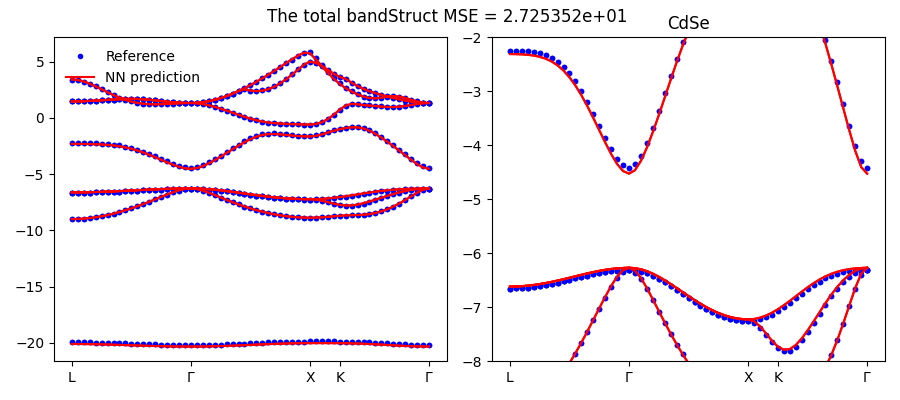 The total bandStruct MSE = 2.725352e+01
CdSe
Reference
NN prediction
5
0
−5
−10
−15
−20
L Γ X K Γ
−2
−3
−4
−5
−6
−7
−8
L Γ X K Γ